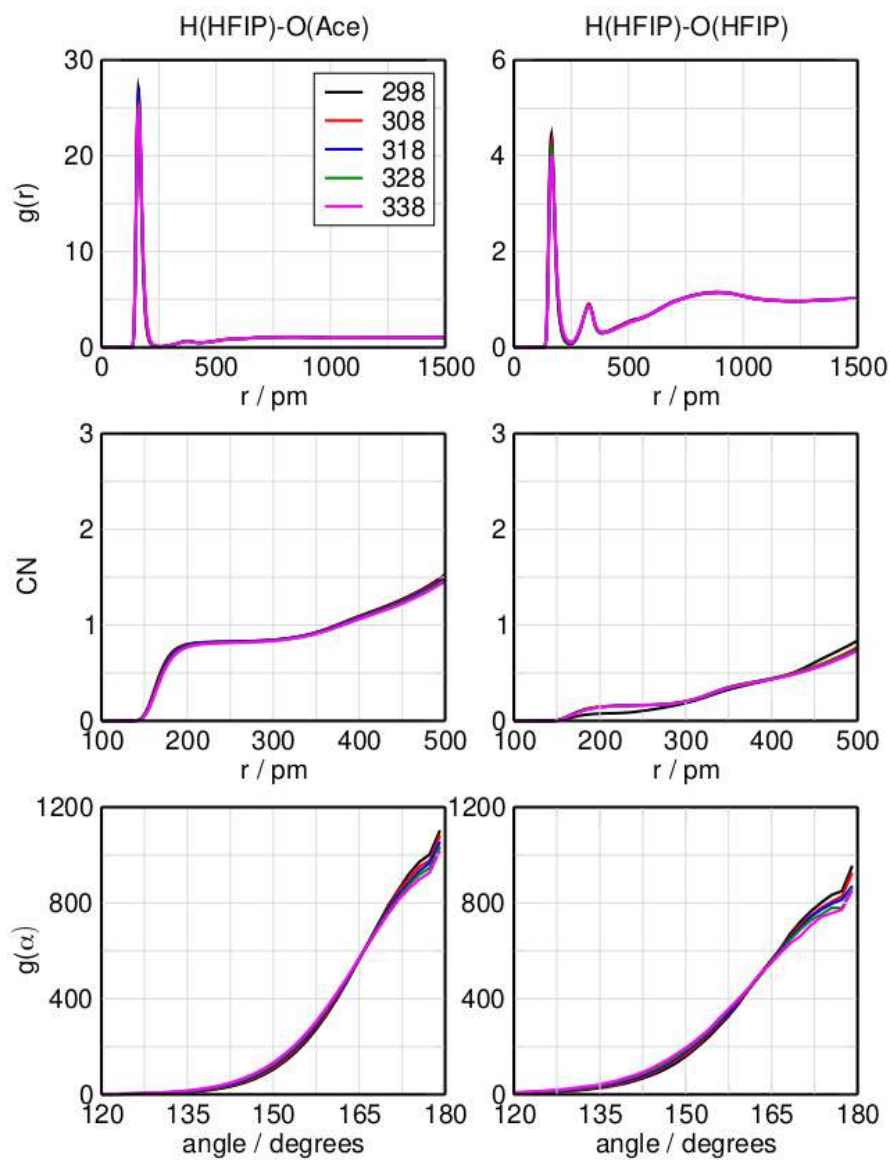 H(HFIP)-O(Ace) H(HFIP)-O(HFIP)
30 6
298
308
318
328
338
20 4
g(r)
10 2
0 0
0 500 1000 1500 0 500 1000 1500
r / pm r / pm
3 3
2 2
CN
1 1
0 0
100 200 300 400 500 100 200 300 400 500
r / pm r / pm
1200 1200
800 800
g(α)
400 400
0 0
120 135 150 165 180 120 135 150 165 180
angle / degrees angle / degrees